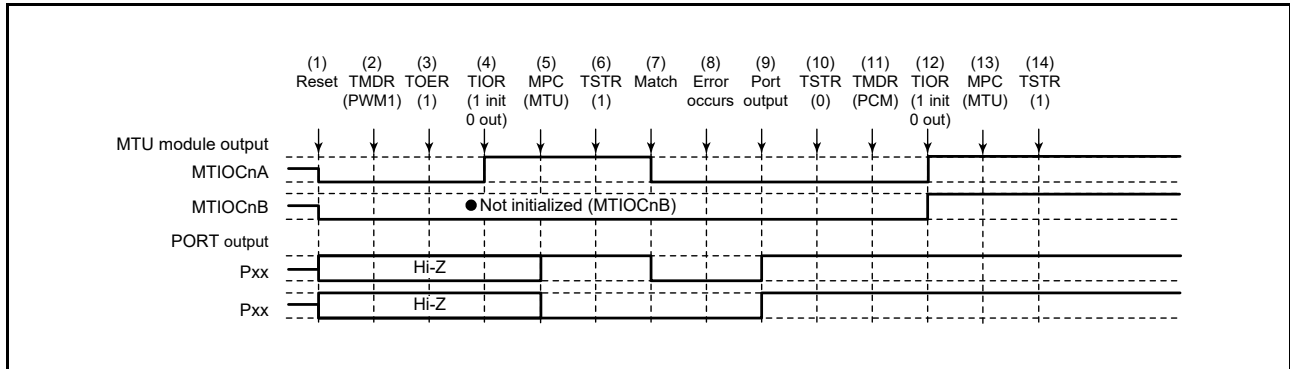 (1) (2) (3) (4) (5) (6) (7) (8) (9) (10) (11) (12) (13) (14)
Reset TMDR TOER TIOR MPC TSTR Match Error Port TSTR TMDR TIOR MPC TSTR
(PWM1) (1) (1 init (MTU) (1) occurs output (0) (PCM) (1 init (MTU) (1)
0 out) 0 out)
MTU module output
MTIOCnA
MTIOCnB Not initialized (MTIOCnB)
PORT output
Pxx Hi-Z
Pxx Hi-Z